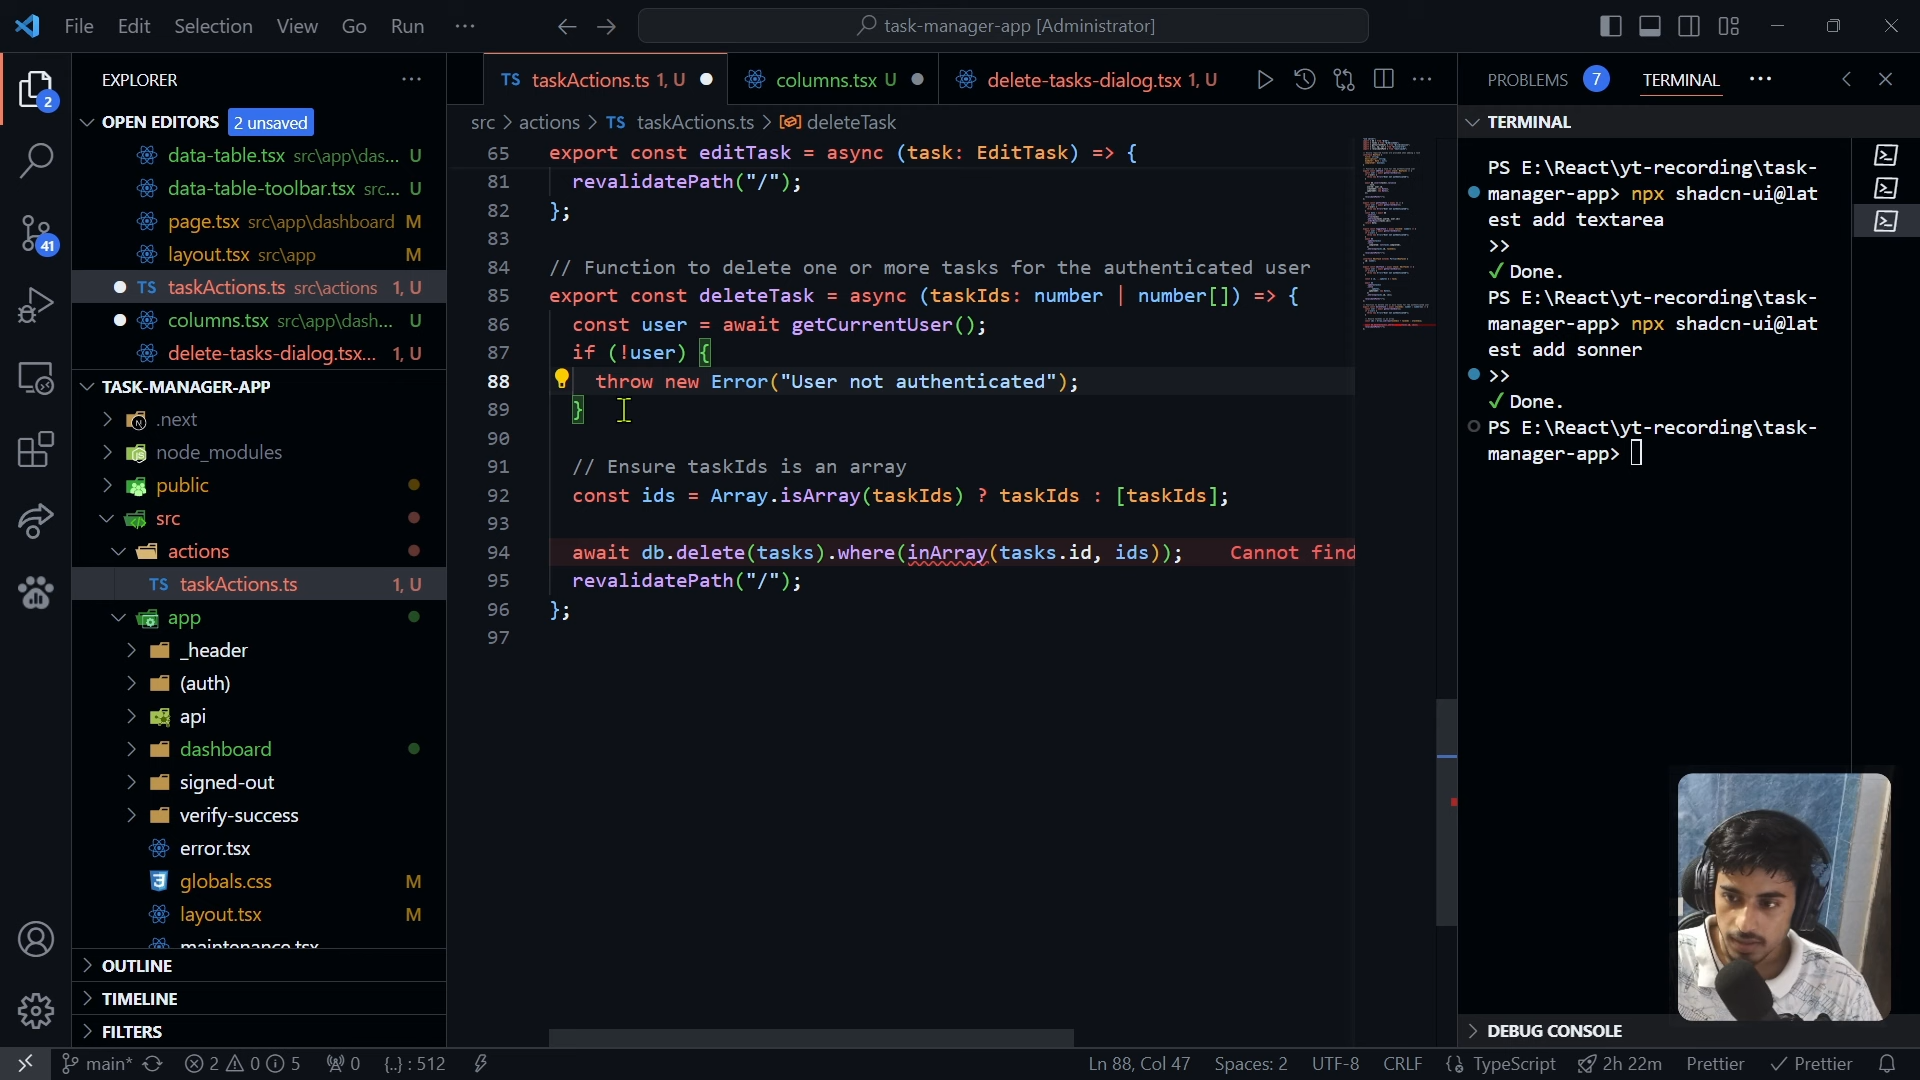 File Edit Selection View Go Run ···
task-manager-app [Administrator]
EXPLORER ···
OPEN EDITORS 2 unsaved
data-table.tsx src\app\das... U
data-table-toolbar.tsx src... U
page.tsx src\app\dashboard M
layout.tsx src\app M
TS taskActions.ts src\actions 1, U
columns.tsx src\app\dash... U
delete-tasks-dialog.tsx... 1, U
TASK-MANAGER-APP
.next
node_modules
public
src
actions
TS taskActions.ts 1, U
app
_header
(auth)
api
dashboard
signed-out
verify-success
error.tsx
globals.css M
layout.tsx M
maintenance.tsx
OUTLINE
TIMELINE
FILTERS
2
41
TS taskActions.ts 1, U
columns.tsx U
delete-tasks-dialog.tsx 1, U
···
src > actions > TS taskActions.ts > deleteTask
65 export const editTask = async (task: EditTask) => {
81 revalidatePath("/");
82 };
83
84 // Function to delete one or more tasks for the authenticated user
85 export const deleteTask = async (taskIds: number | number[]) => {
86 const user = await getCurrentUser();
87 if (!user) {
88 throw new Error("User not authenticated");
89 }
90
91 // Ensure taskIds is an array
92 const ids = Array.isArray(taskIds) ? taskIds : [taskIds];
93
94 await db.delete(tasks).where(inArray(tasks.id, ids)); Cannot find
95 revalidatePath("/");
96 };
97
PROBLEMS 7 TERMINAL ···
TERMINAL
PS E:\React\yt-recording\task-
manager-app> npx shadcn-ui@lat
est add textarea
>>
✓ Done.
PS E:\React\yt-recording\task-
manager-app> npx shadcn-ui@lat
est add sonner
>>
✓ Done.
PS E:\React\yt-recording\task-
manager-app>
DEBUG CONSOLE
main* 2 0 5 0 {..} : 512
Ln 88, Col 47 Spaces: 2 UTF-8 CRLF {} TypeScript 2h 22m Prettier ✓ Prettier